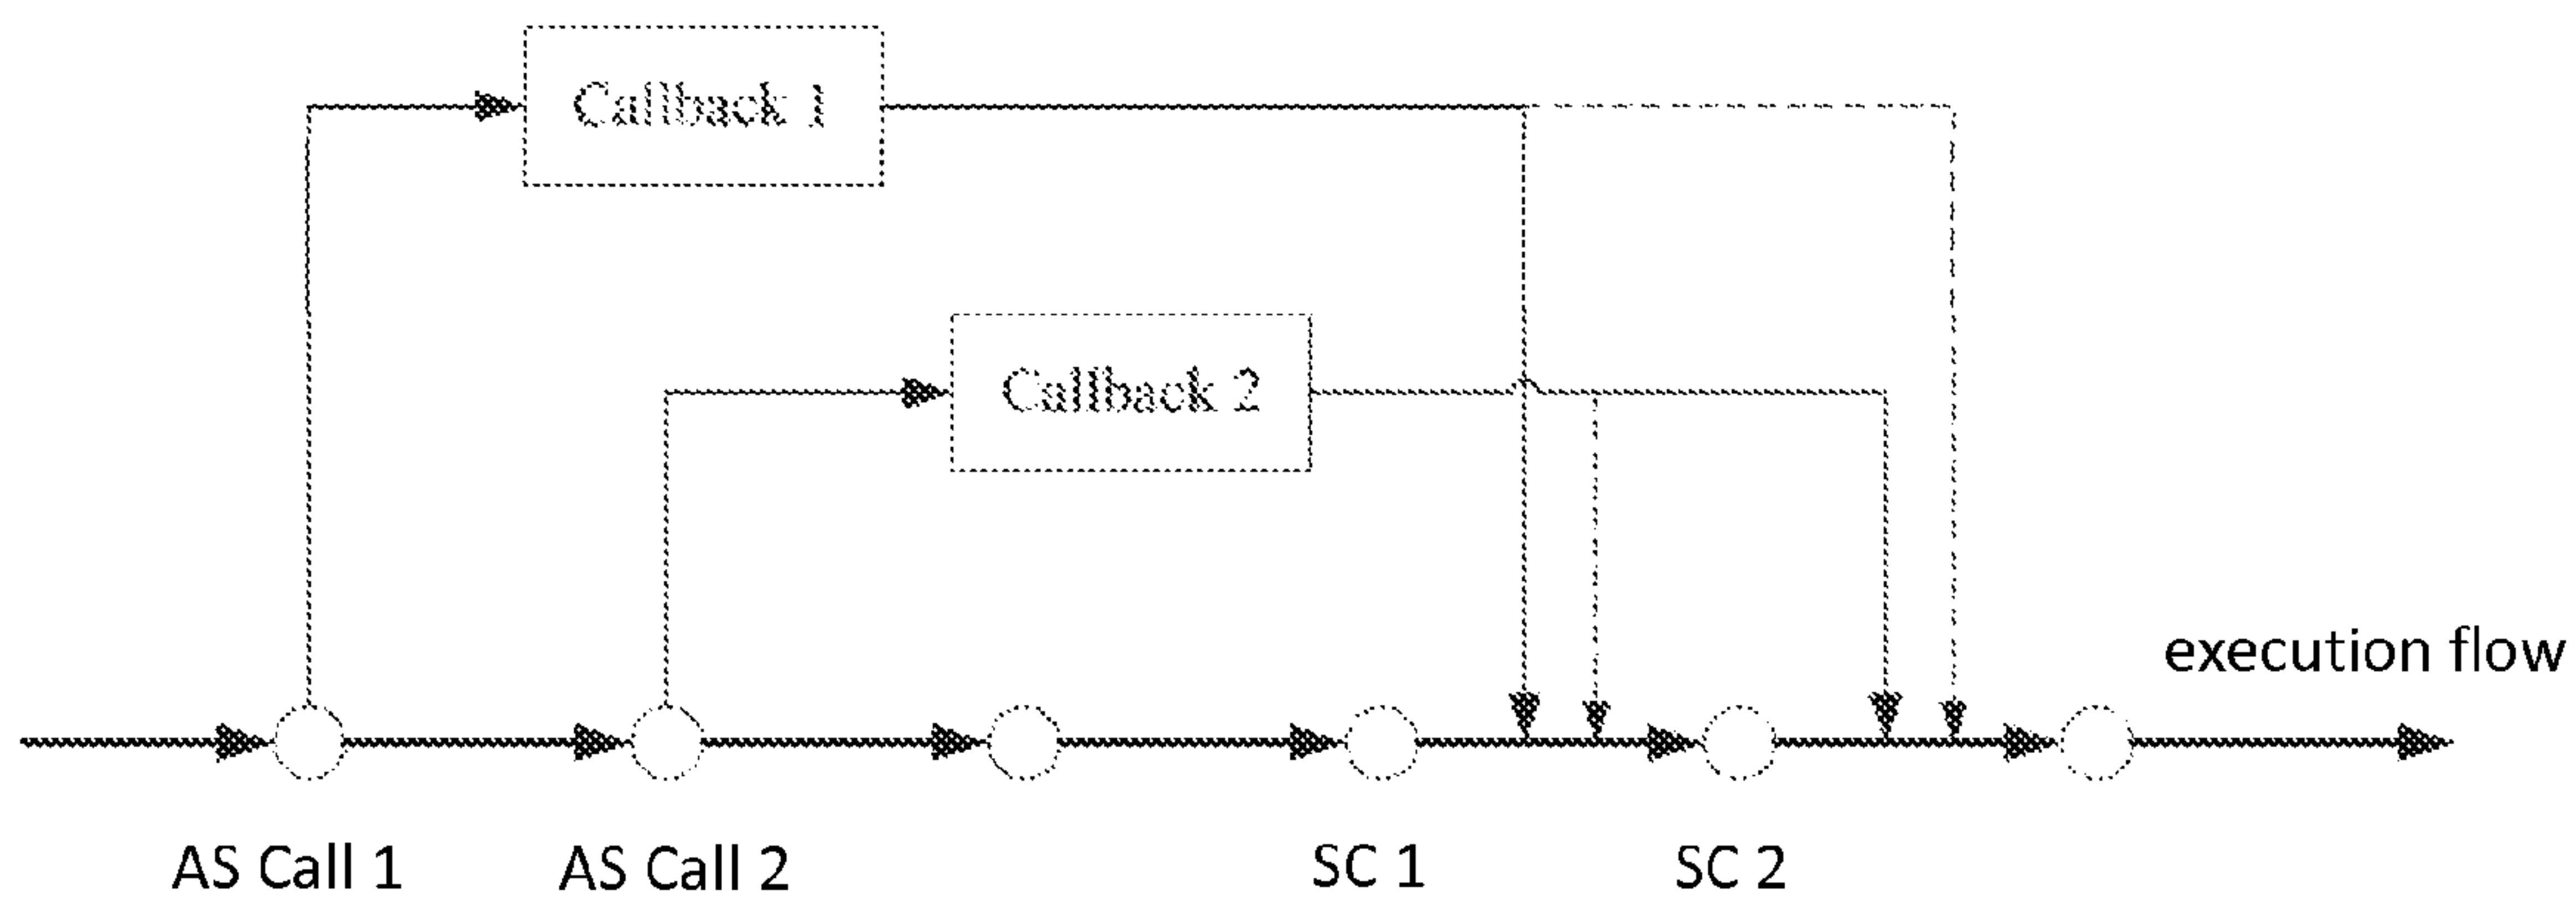 Callback 1
Callback 2
execution flow
AS Call 1
AS Call 2
SC 1
SC 2